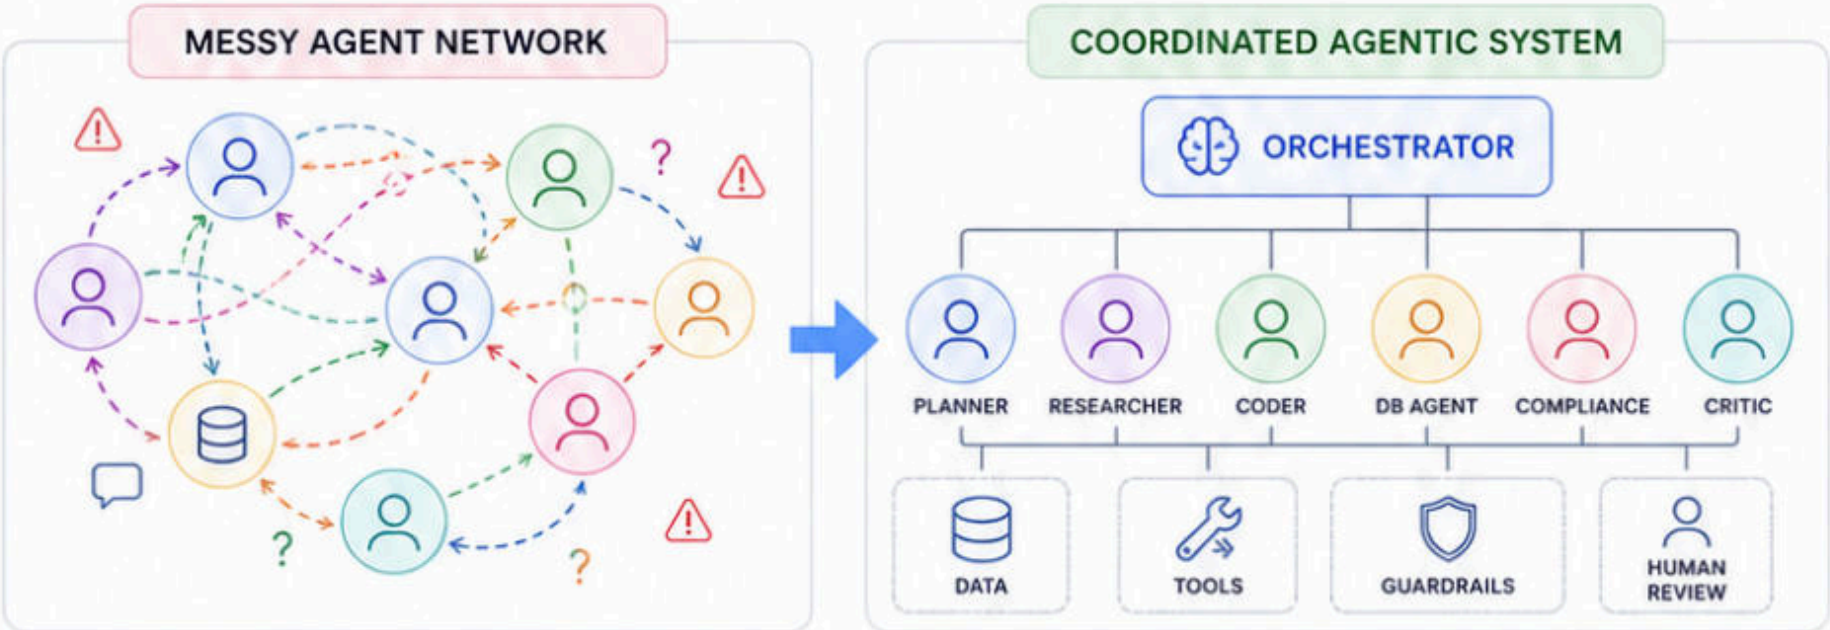 MESSY AGENT NETWORK
?
?
?
COORDINATED AGENTIC SYSTEM
ORCHESTRATOR
PLANNER
RESEARCHER
CODER
DB AGENT
COMPLIANCE
CRITIC
DATA
TOOLS
GUARDRAILS
HUMAN
REVIEW